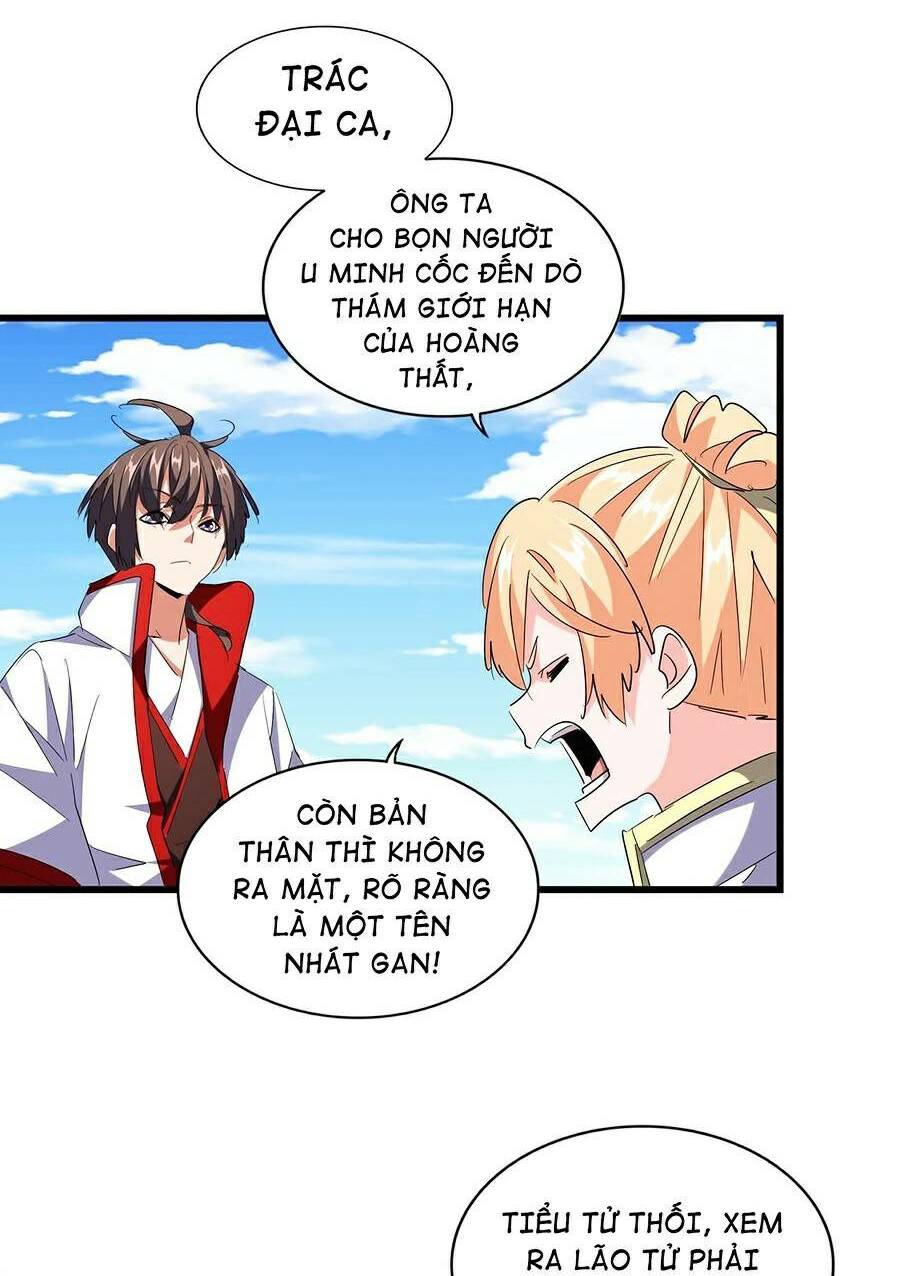 TRÁC
ĐẠI CA,
ÔNG TA
CHO BỌN NGƯỜI
U MINH CỐC ĐẾN DÒ
THÁM GIỚI HẠN
CỦA HOÀNG
THẤT,
CÒN BẢN
THÂN THÌ KHÔNG
RA MẶT, RÕ RÀNG
LÀ MỘT TÊN
NHÁT GAN!
TIỂU TỬ THỐI, XEM
RA LÃO TỬ PHẢI